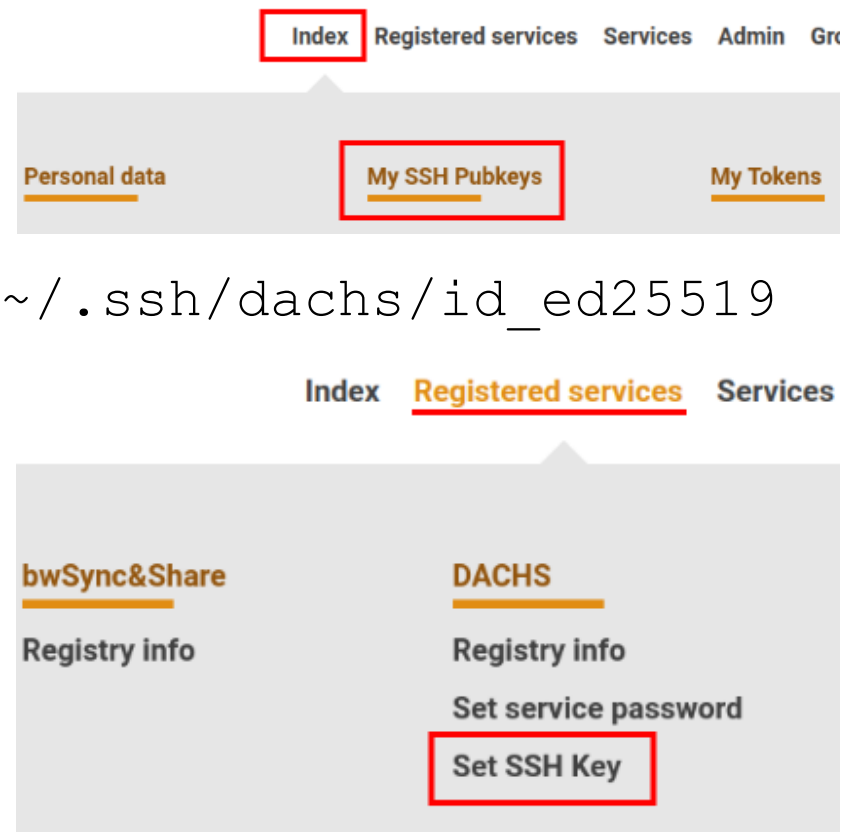 Index Registered services Services Admin Gro
Personal data My SSH Pubkeys My Tokens
~/.ssh/dachs/id_ed25519
Index Registered services Services
bwSync&Share DACHS
Registry info Registry info
Set service password
Set SSH Key